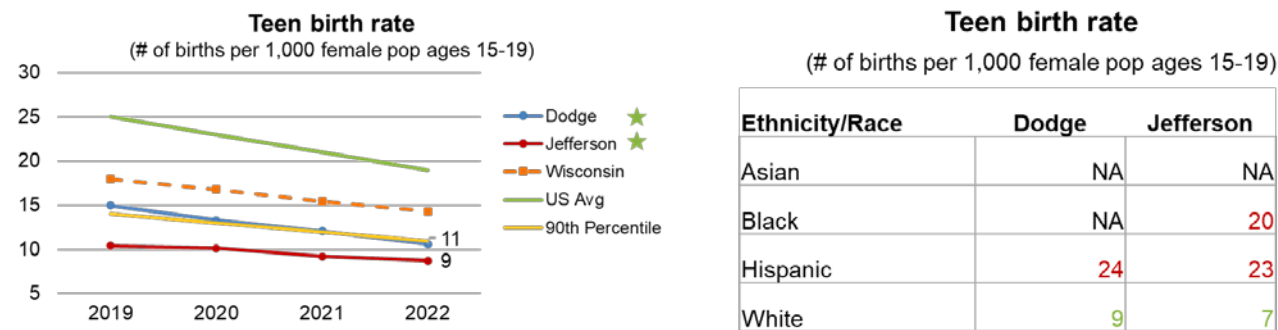 Teen birth rate
(# of births per 1,000 female pop ages 15-19)
30
25
20
15
10
5
2019 2020 2021 2022
11
9
Dodge
Jefferson
Wisconsin
US Avg
90th Percentile
Teen birth rate
(# of births per 1,000 female pop ages 15-19)
Ethnicity/Race Dodge Jefferson
Asian NA NA
Black NA 20
Hispanic 24 23
White 9 7